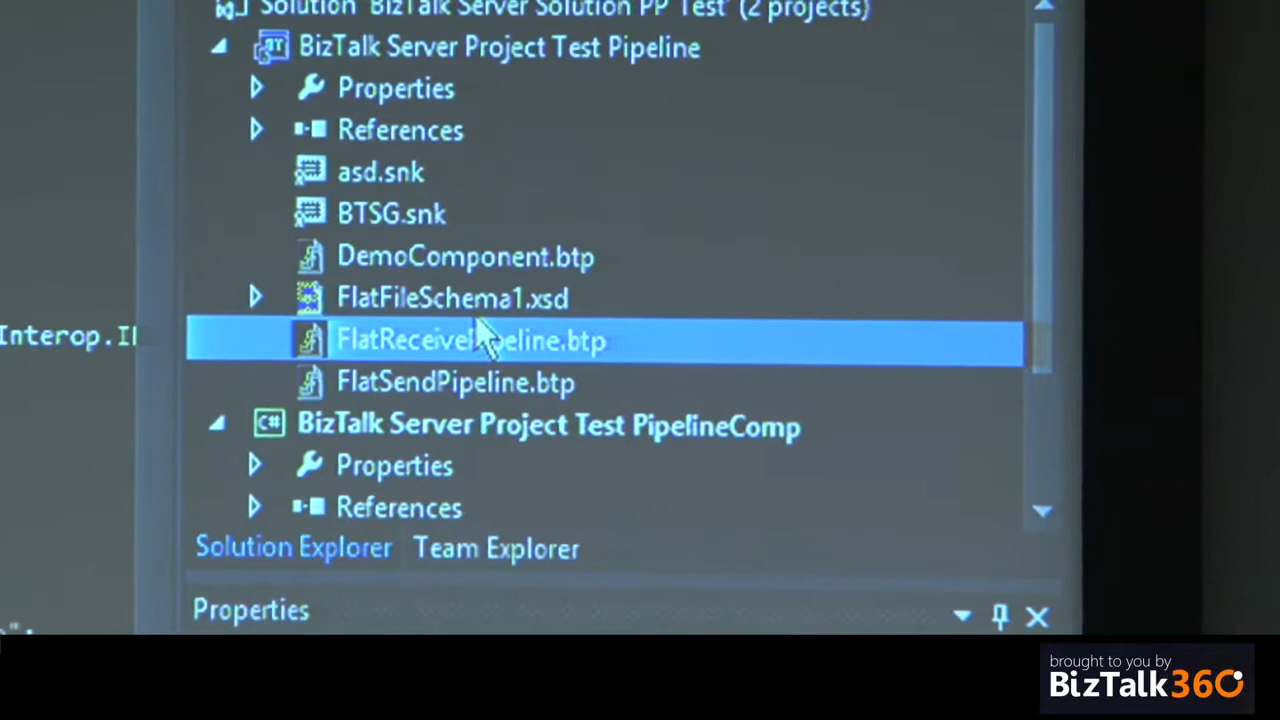 Solution 'BizTalk Server Solution PP Test' (2 projects)
BizTalk Server Project Test Pipeline
Properties
References
asd.snk
BTSG.snk
DemoComponent.btp
FlatFileSchema1.xsd
Interop.I
FlatReceivePipeline.btp
FlatSendPipeline.btp
C# BizTalk Server Project Test PipelineComp
Properties
References
Solution Explorer Team Explorer
Properties
";
brought to you by
BizTalk360